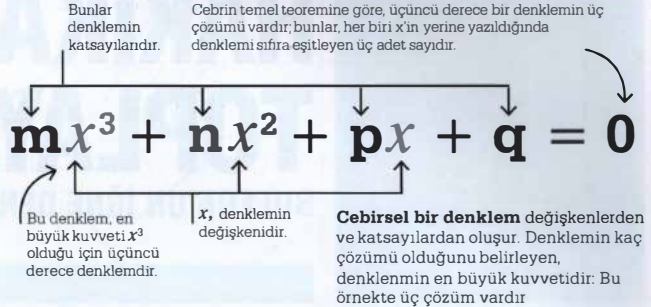 Bunlar
denklemin
katsayılarıdır.
Cebrin temel teoremine göre, üçüncü derece bir denklemin üç
çözümü vardır; bunlar, her biri x'in yerine yazıldığında
denklemi sıfıra eşitleyen üç adet sayıdır.
mx³ + nx² + px + q = 0
Bu denklem, en
büyük kuvveti x³
olduğu için üçüncü
derece denklemdir.
x, denklemin
değişkenidir.
Cebirsel bir denklem değişkenlerden
ve katsayılardan oluşur. Denklemin kaç
çözümü olduğunu belirleyen,
denklenmin en büyük kuvvetidir: Bu
örnekte üç çözüm vardır